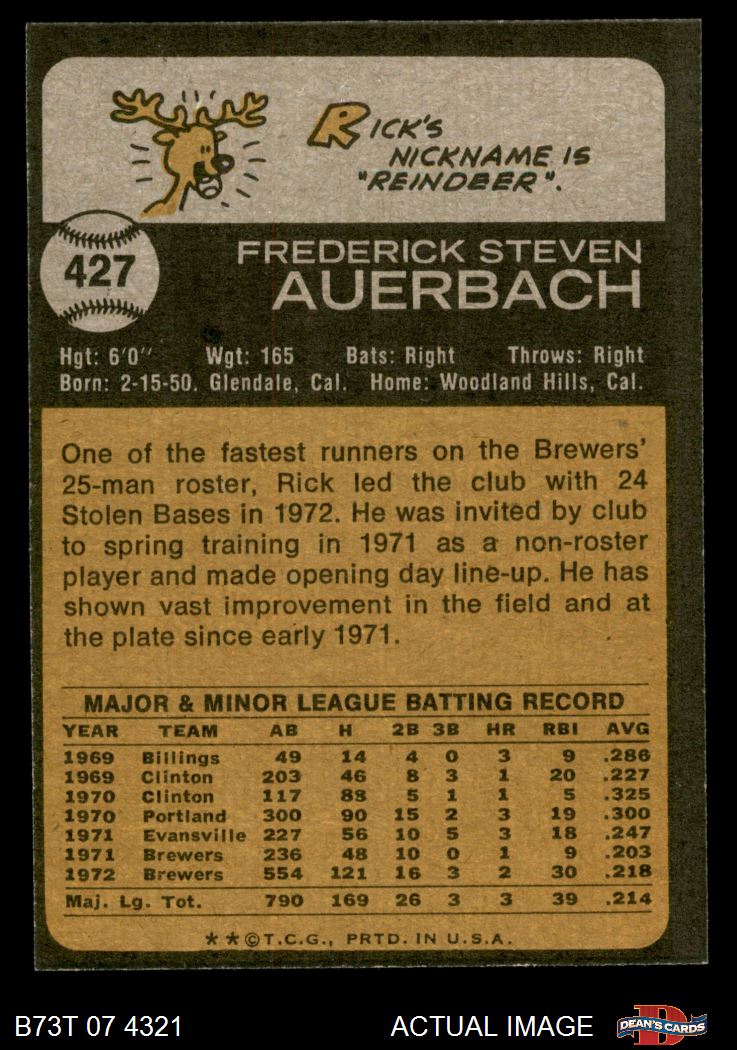 RICK'S
NICKNAME IS
"REINDEER".
427
FREDERICK STEVEN
AUERBACH
Hgt: 6'0" Wgt: 165 Bats: Right Throws: Right
Born: 2-15-50. Glendale, Cal. Home: Woodland Hills, Cal.
One of the fastest runners on the Brewers'
25-man roster, Rick led the club with 24
Stolen Bases in 1972. He was invited by club
to spring training in 1971 as a non-roster
player and made opening day line-up. He has
shown vast improvement in the field and at
the plate since early 1971.
MAJOR & MINOR LEAGUE BATTING RECORD
YEAR TEAM AB H 2B 3B HR RBI AVG
1969 Billings 49 14 4 0 3 9 .286
1969 Clinton 203 46 8 3 1 20 .227
1970 Clinton 117 88 5 1 1 5 .325
1970 Portland 300 90 15 2 3 19 .300
1971 Evansville 227 56 10 5 3 18 .247
1971 Brewers 236 48 10 0 1 9 .203
1972 Brewers 554 121 16 3 2 30 .218
Maj. Lg. Tot. 790 169 26 3 3 39 .214
**©T.C.G., PRTD. IN U.S.A.
B73T 07 4321 ACTUAL IMAGE D DEAN'S CARDS